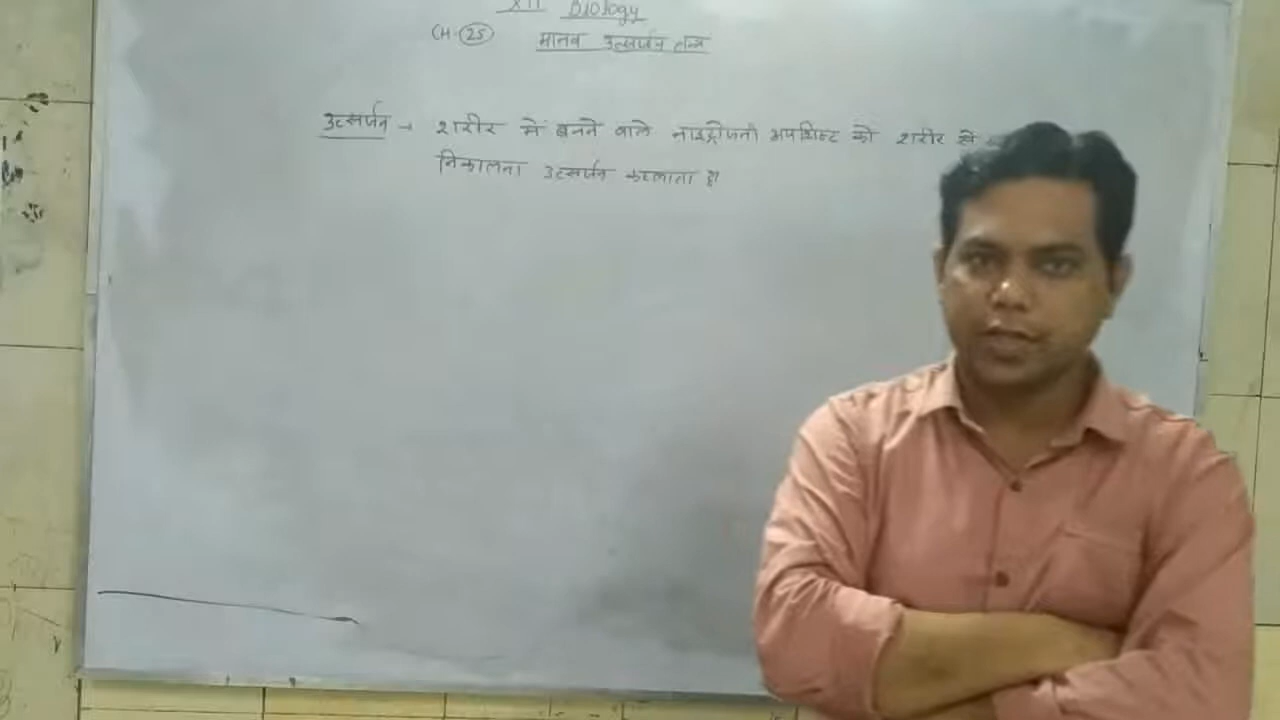 XII Biology
CH-25 मानव उत्सर्जन तन्त्र
उत्सर्जन → शरीर में बनने वाले नाइट्रोजनी अपशिष्ट को शरीर से
निकालना उत्सर्जन कहलाता है।